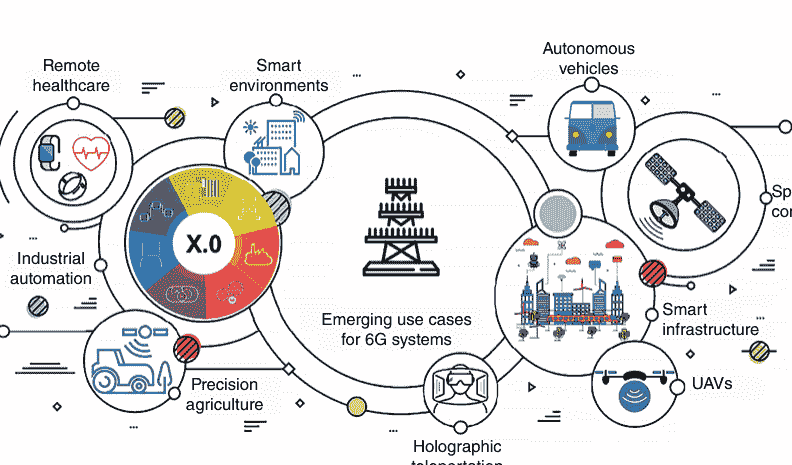 Remote
healthcare
Smart
environments
Autonomous
vehicles
X.0
Industrial
automation
Emerging use cases
for 6G systems
Smart
infrastructure
Precision
agriculture
UAVs
Holographic